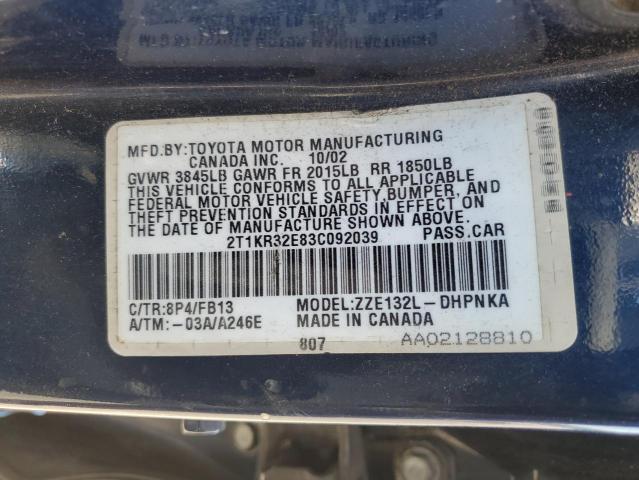 MFD.BY:TOYOTA MOTOR MANUFACTURING
CANADA INC. 10/02
GVWR 3845LB GAWR FR 2015LB RR 1850LB
THIS VEHICLE CONFORMS TO ALL APPLICABLE
FEDERAL MOTOR VEHICLE SAFETY,BUMPER, AND
THEFT PREVENTION STANDARDS IN EFFECT ON
THE DATE OF MANUFACTURE SHOWN ABOVE.
2T1KR32E83C092039 PASS.CAR
C/TR:8P4/FB13 MODEL:ZZE132L-DHPNKA
A/TM:-03A/A246E MADE IN CANADA
807 AA02128810